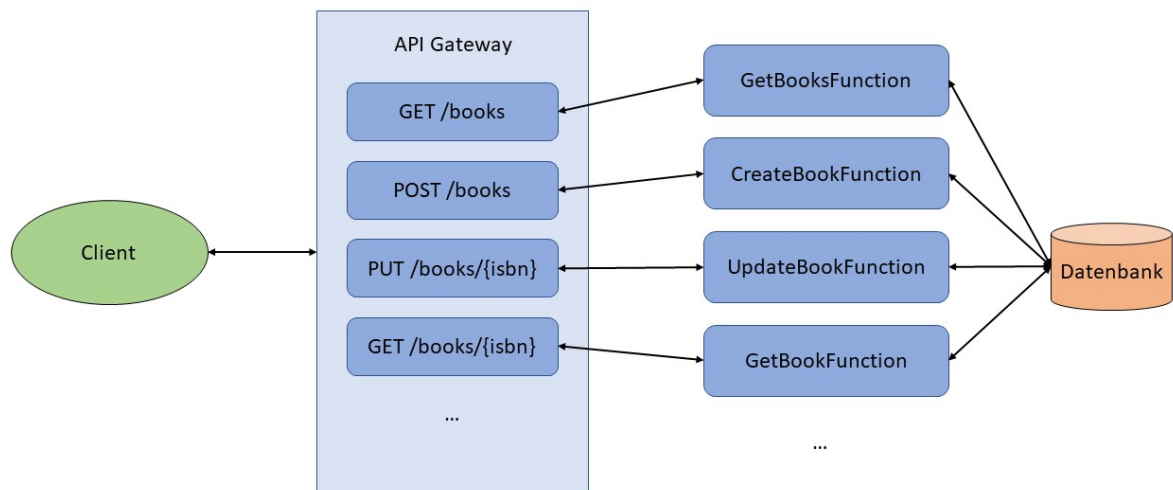 API Gateway
GET /books
POST /books
PUT /books/{isbn}
GET /books/{isbn}
...
Client
GetBooksFunction
CreateBookFunction
UpdateBookFunction
GetBookFunction
...
Datenbank